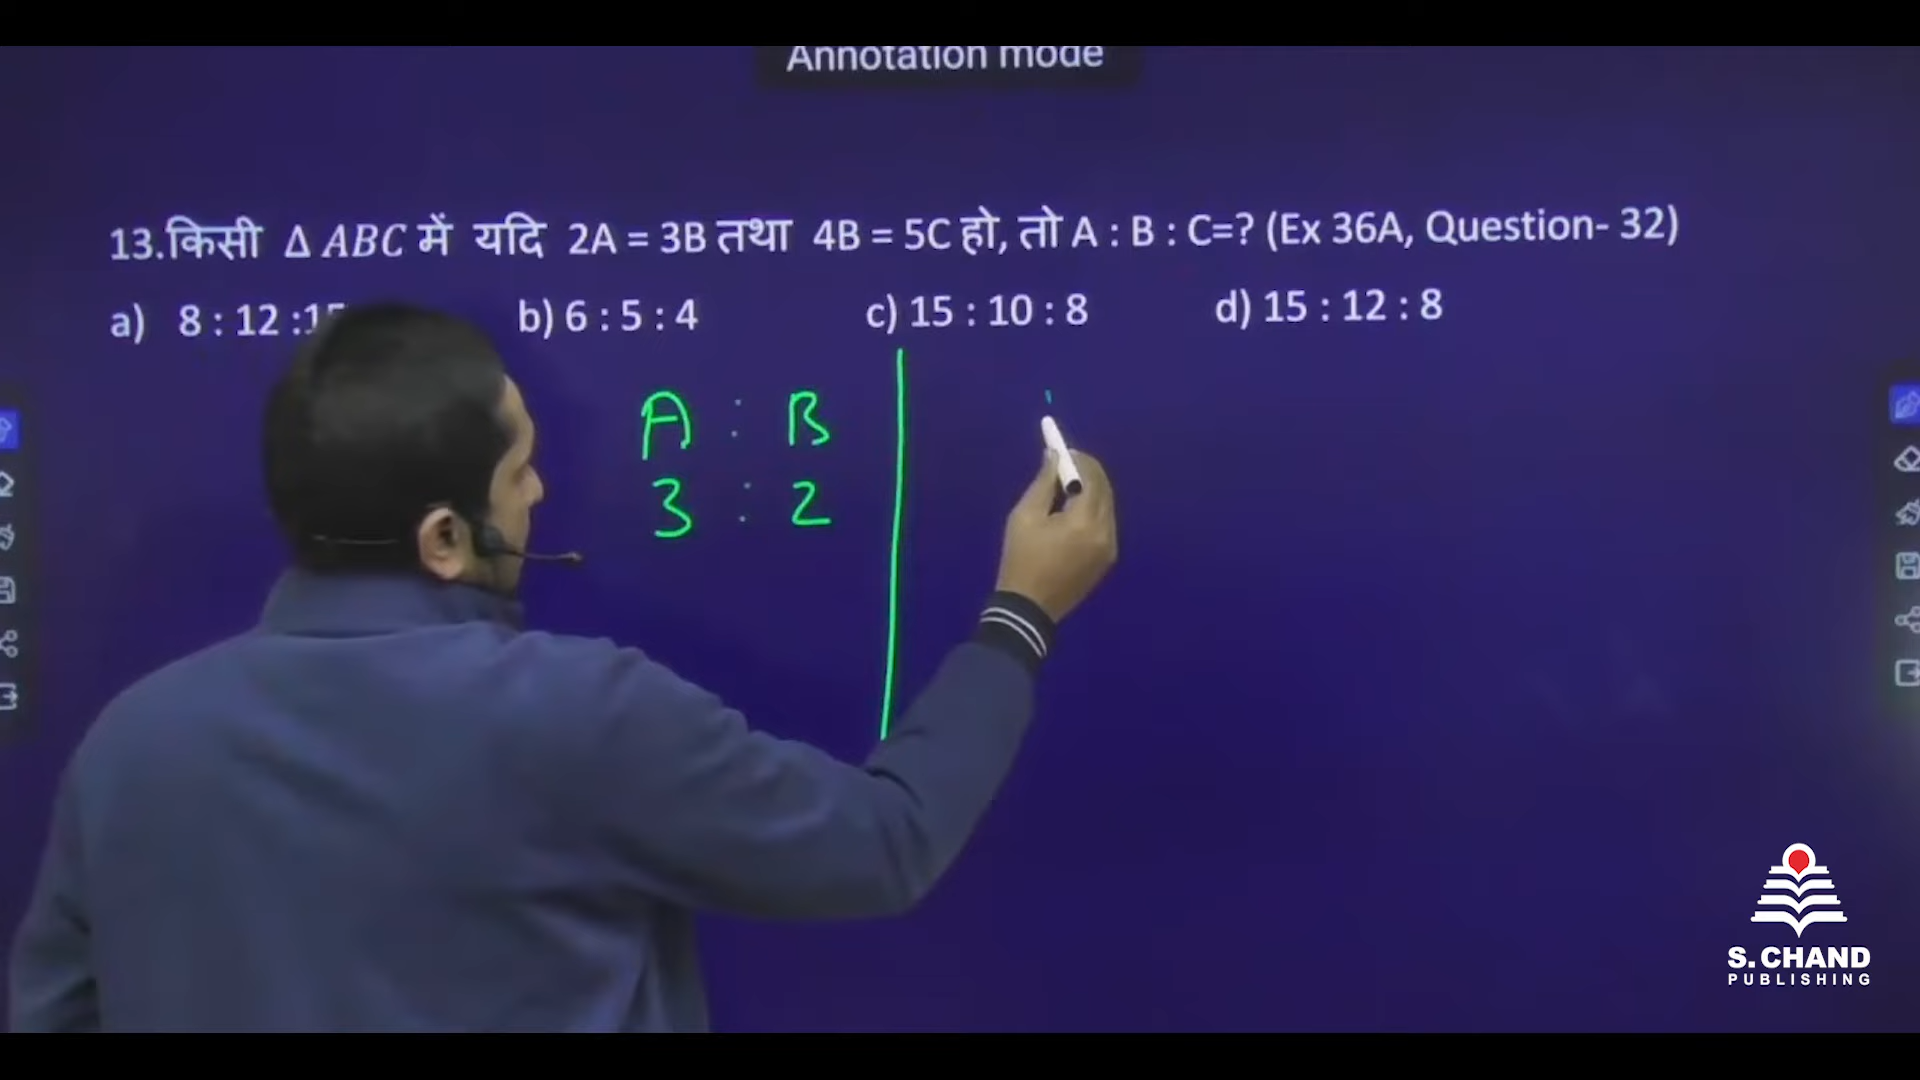 Annotation mode
13.किसी Δ ABC में यदि 2A = 3B तथा 4B = 5C हो, तो A : B : C=? (Ex 36A, Question- 32)
a) 8 : 12 : b) 6 : 5 : 4 c) 15 : 10 : 8 d) 15 : 12 : 8
A : B
3 : 2
S. CHAND
PUBLISHING